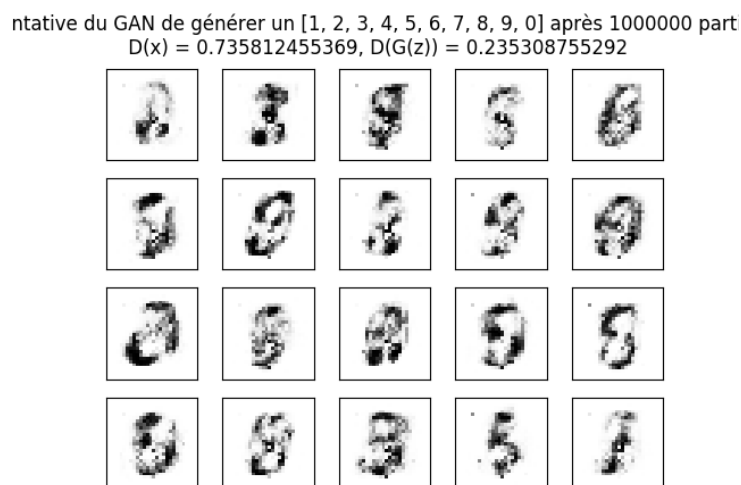 ntative du GAN de générer un [1, 2, 3, 4, 5, 6, 7, 8, 9, 0] après 1000000 parti
D(x) = 0.735812455369, D(G(z)) = 0.235308755292